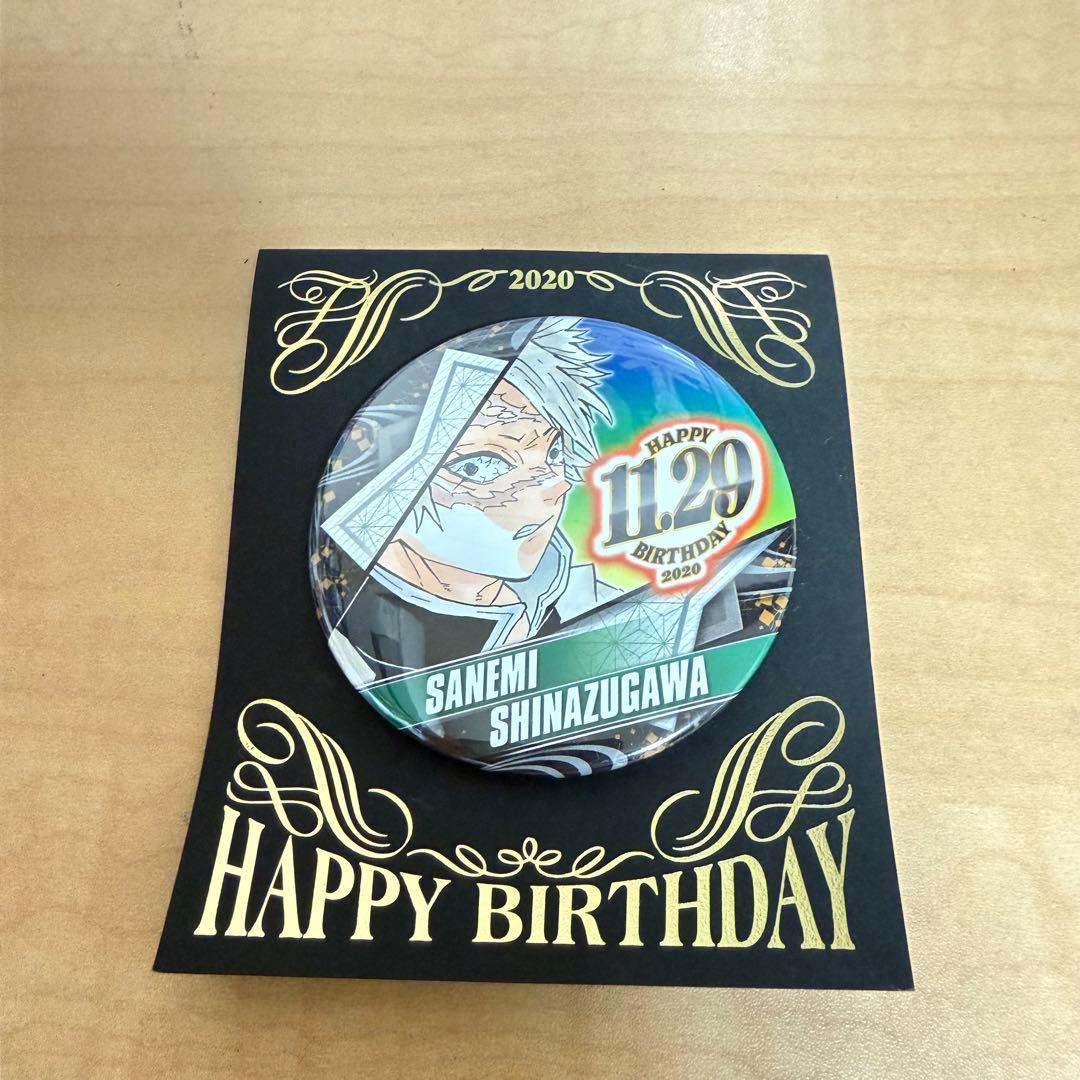 2020
HAPPY
11.29
BIRTHDAY
2020
SANEMI
SHINAZUGAWA
HAPPY BIRTHDAY